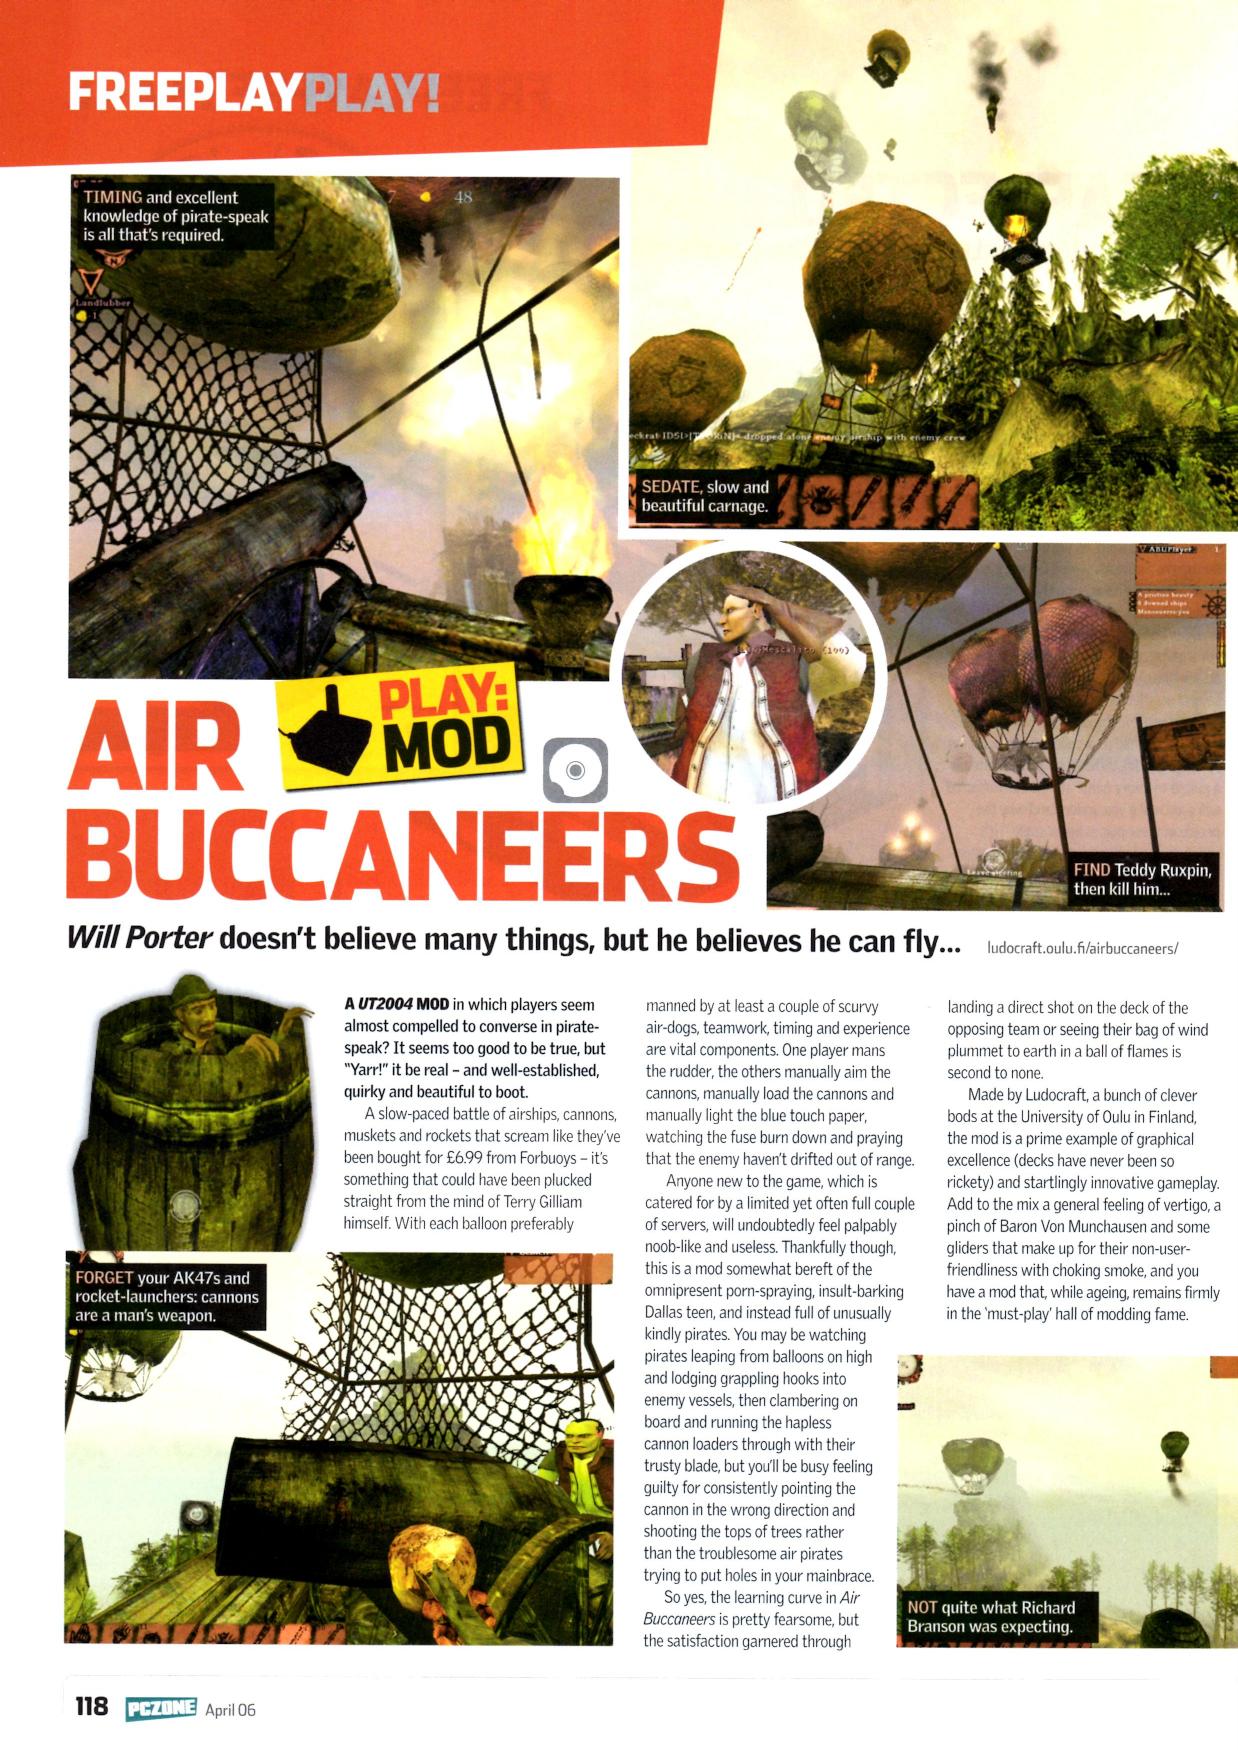 FREEPLAYPLAY!
TIMING and excellent
knowledge of pirate-speak
is all that's required.
7 48
Landlubber
1
dropped alone enemy airship with enemy crew
SEDATE, slow and
beautiful carnage.
ABUPlayer 1
A pristine beauty
downed ships
Manoeuvre:you
FIND Teddy Ruxpin,
then kill him...
PLAY:
MOD
AIR
BUCCANEERS
Will Porter doesn't believe many things, but he believes he can fly...
ludocraft.oulu.fi/airbuccaneers/
A UT2004 MOD in which players seem
almost compelled to converse in pirate-
speak? It seems too good to be true, but
"Yarr!" it be real – and well-established,
quirky and beautiful to boot.
A slow-paced battle of airships, cannons,
muskets and rockets that scream like they've
been bought for £6.99 from Forbuoys – it's
something that could have been plucked
straight from the mind of Terry Gilliam
himself. With each balloon preferably
manned by at least a couple of scurvy
air-dogs, teamwork, timing and experience
are vital components. One player mans
the rudder, the others manually aim the
cannons, manually load the cannons and
manually light the blue touch paper,
watching the fuse burn down and praying
that the enemy haven't drifted out of range.
Anyone new to the game, which is
catered for by a limited yet often full couple
of servers, will undoubtedly feel palpably
noob-like and useless. Thankfully though,
this is a mod somewhat bereft of the
omnipresent porn-spraying, insult-barking
Dallas teen, and instead full of unusually
kindly pirates. You may be watching
pirates leaping from balloons on high
and lodging grappling hooks into
enemy vessels, then clambering on
board and running the hapless
cannon loaders through with their
trusty blade, but you'll be busy feeling
guilty for consistently pointing the
cannon in the wrong direction and
shooting the tops of trees rather
than the troublesome air pirates
trying to put holes in your mainbrace.
So yes, the learning curve in Air
Buccaneers is pretty fearsome, but
the satisfaction garnered through
landing a direct shot on the deck of the
opposing team or seeing their bag of wind
plummet to earth in a ball of flames is
second to none.
Made by Ludocraft, a bunch of clever
bods at the University of Oulu in Finland,
the mod is a prime example of graphical
excellence (decks have never been so
rickety) and startlingly innovative gameplay.
Add to the mix a general feeling of vertigo, a
pinch of Baron Von Munchausen and some
gliders that make up for their non-user-
friendliness with choking smoke, and you
have a mod that, while ageing, remains firmly
in the 'must-play' hall of modding fame.
FORGET your AK47s and
rocket-launchers: cannons
are a man's weapon.
NOT quite what Richard
Branson was expecting.
118 PCZONE April 06